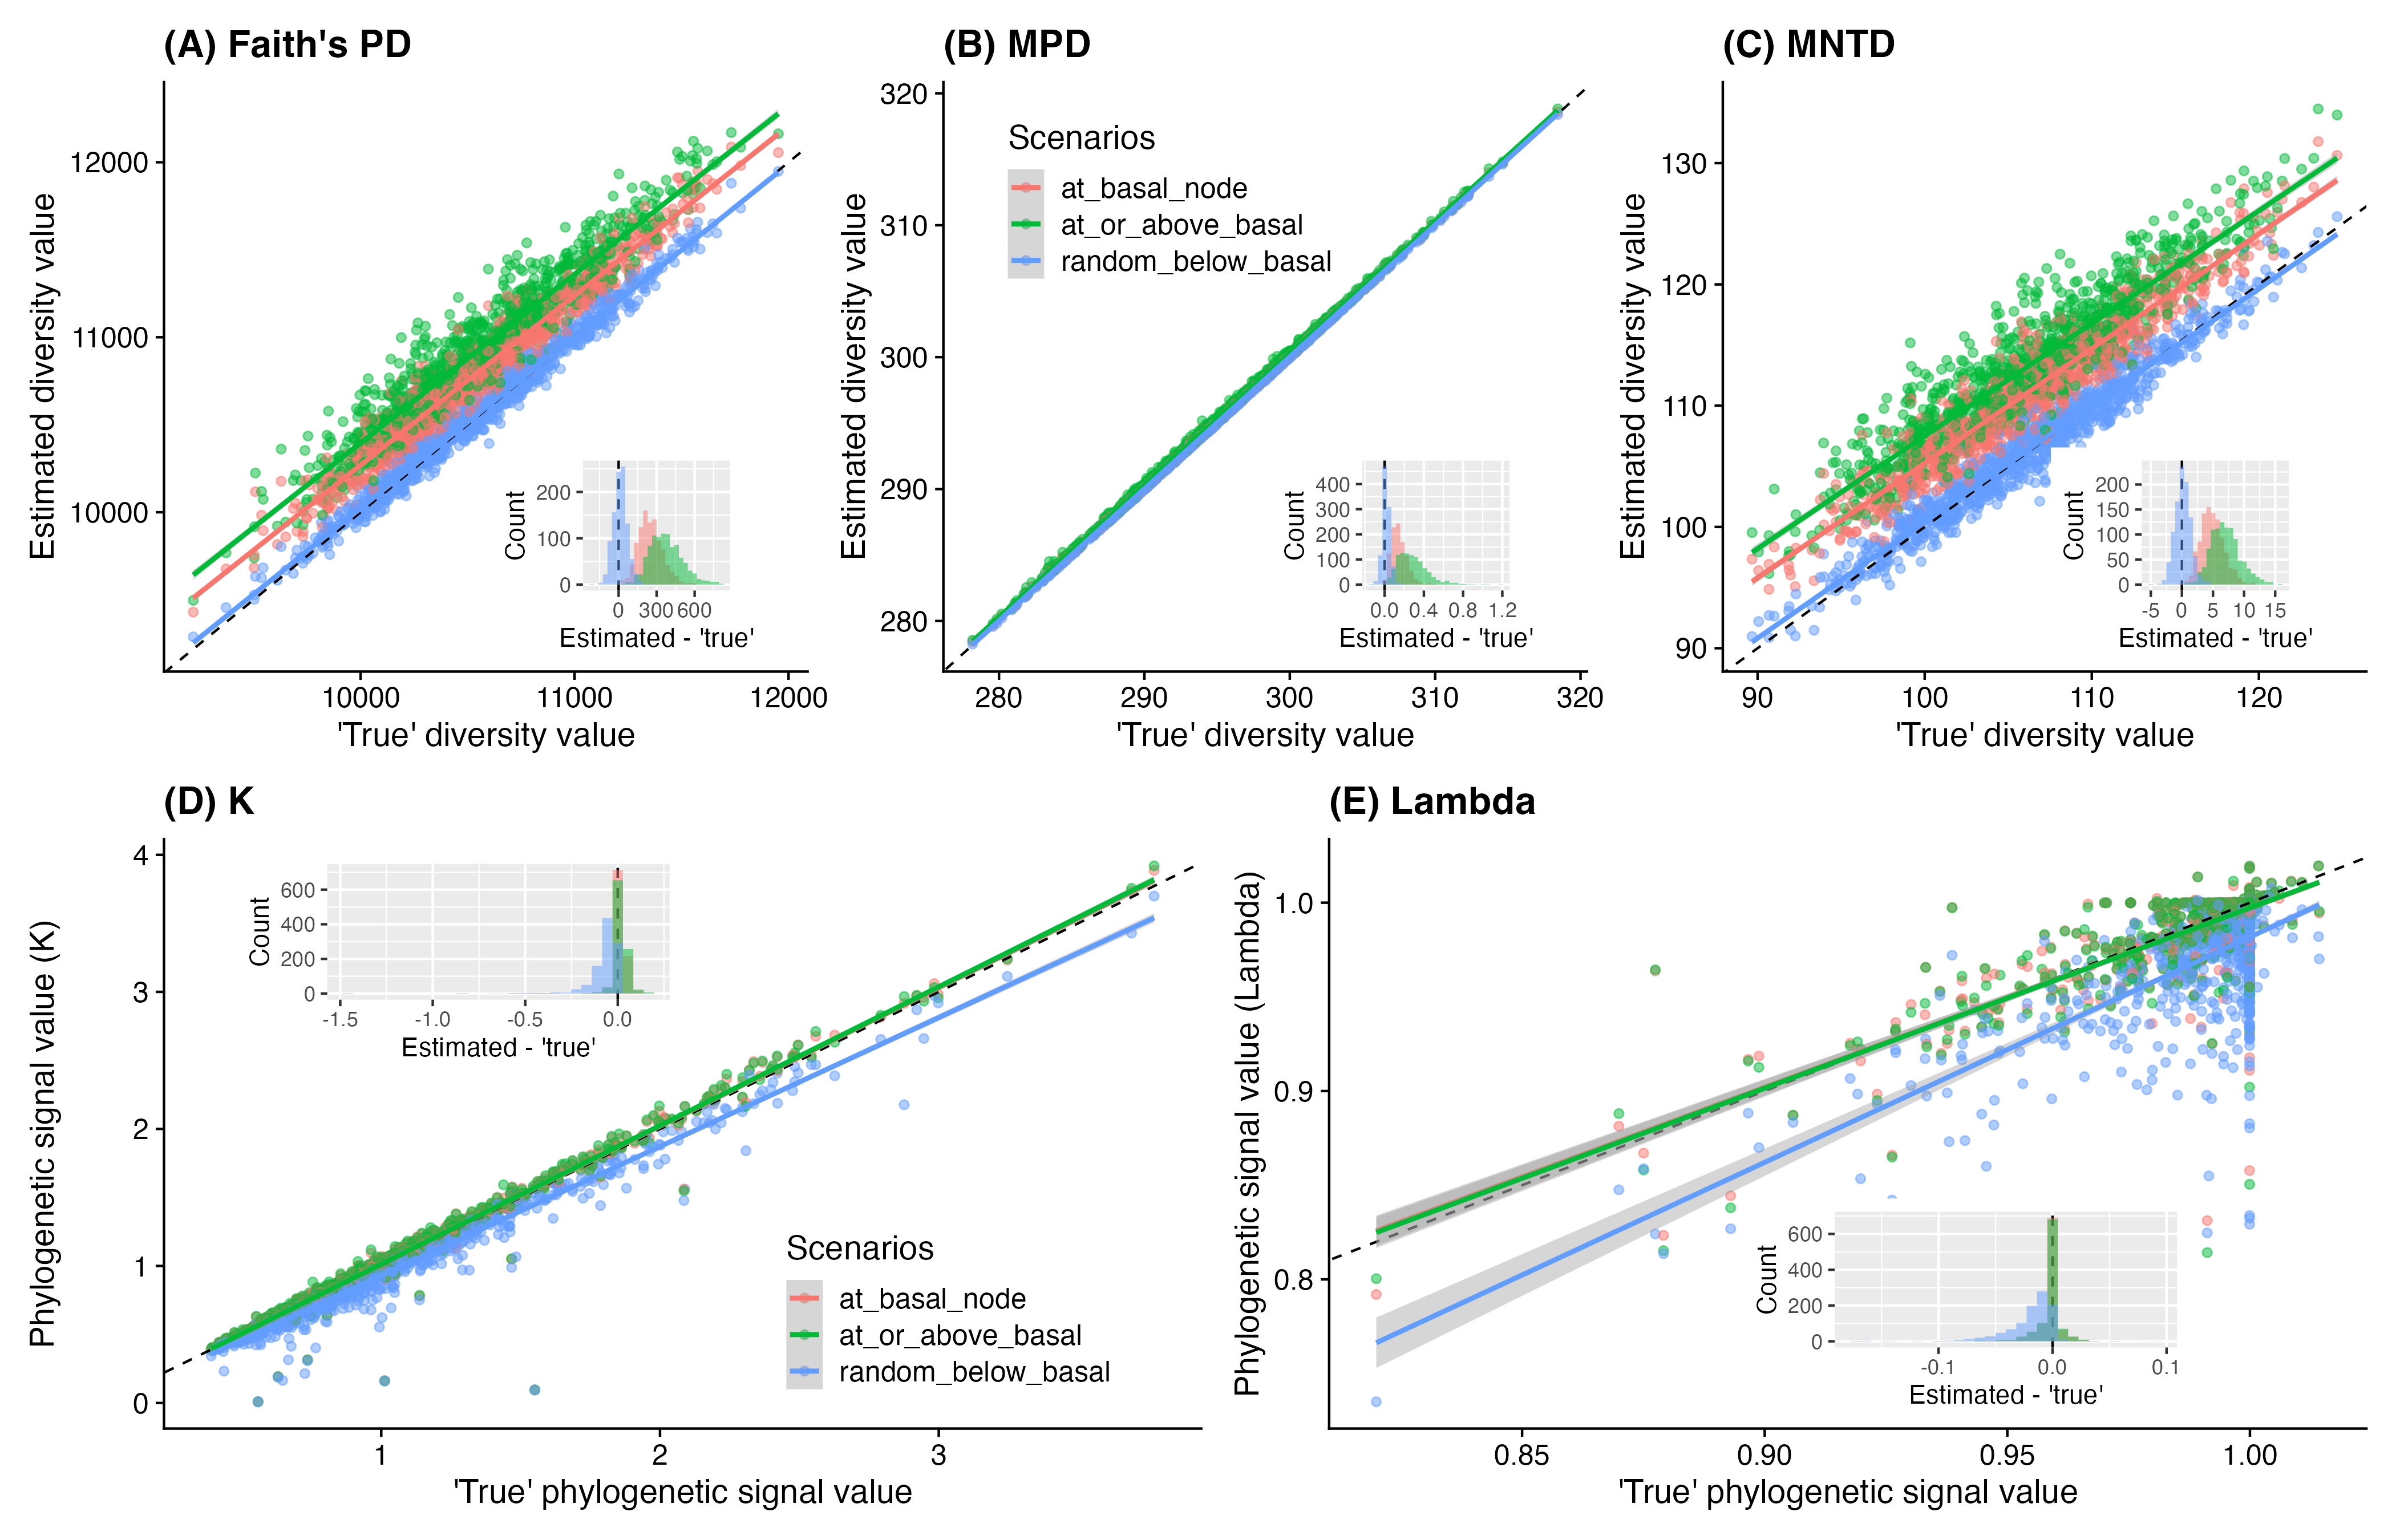 (A) Faith's PD
Estimated diversity value
12000
11000
10000
10000
11000
12000
'True' diversity value
Count
200
100
0
0
300
600
Estimated - 'true'
(B) MPD
Estimated diversity value
320
310
300
290
280
280
290
300
310
320
'True' diversity value
Scenarios
at_basal_node
at_or_above_basal
random_below_basal
Count
400
300
200
100
0
0.0
0.4
0.8
1.2
Estimated - 'true'
(C) MNTD
Estimated diversity value
130
120
110
100
90
90
100
110
120
'True' diversity value
Count
200
150
100
50
0
-5
0
5
10
15
Estimated - 'true'
(D) K
Phylogenetic signal value (K)
4
3
2
1
0
1
2
3
'True' phylogenetic signal value
Count
600
400
200
0
-1.5
-1.0
-0.5
0.0
Estimated - 'true'
Scenarios
at_basal_node
at_or_above_basal
random_below_basal
(E) Lambda
Phylogenetic signal value (Lambda)
1.0
0.9
0.8
0.85
0.90
0.95
1.00
'True' phylogenetic signal value
Count
600
400
200
0
-0.1
0.0
0.1
Estimated - 'true'